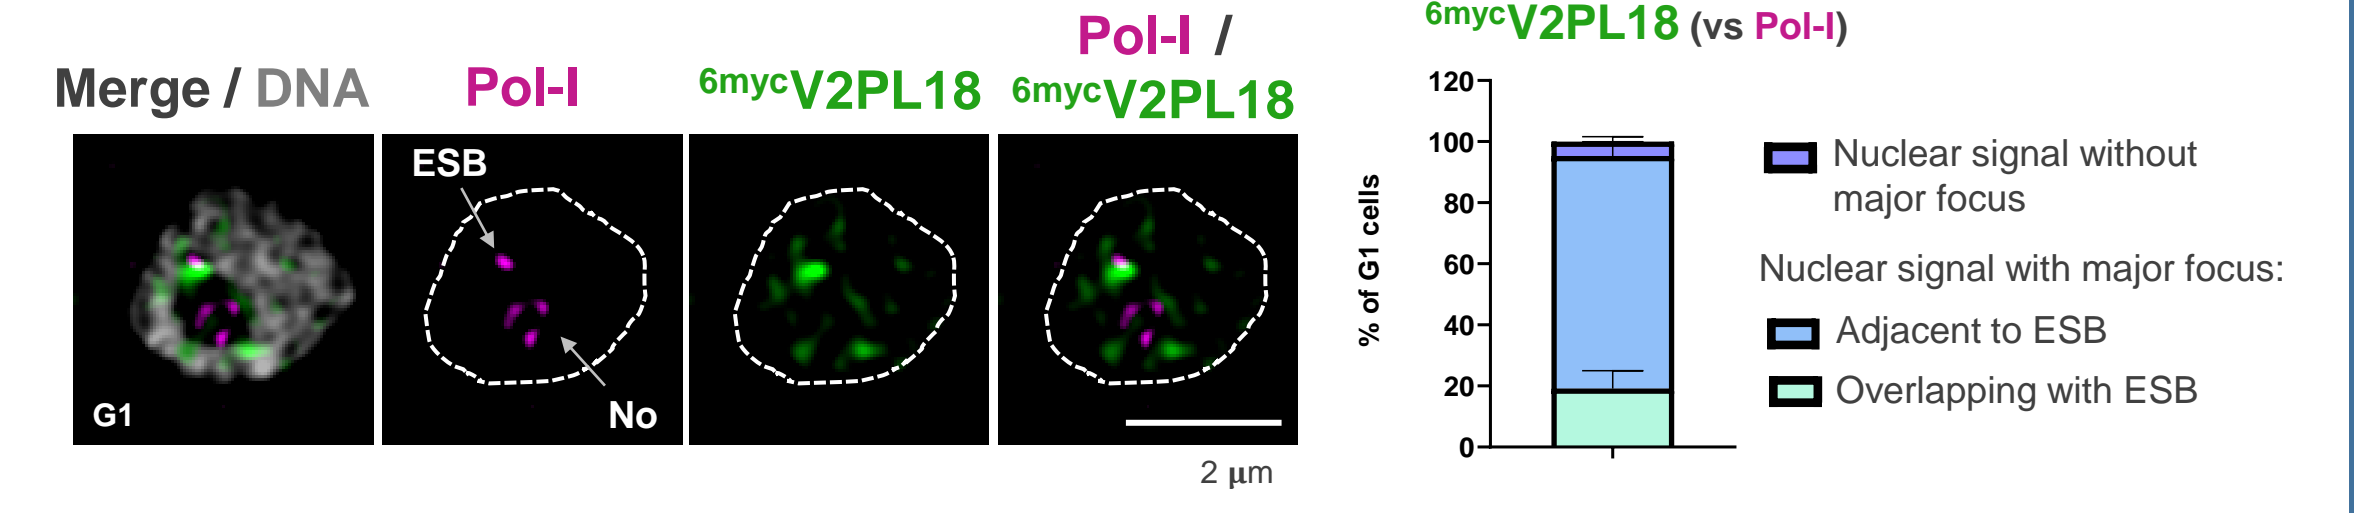 Merge / DNA
Pol-I
6mycV2PL18
Pol-I /
6mycV2PL18
ESB
No
G1
2 μm
6mycV2PL18 (vs Pol-I)
% of G1 cells
120
100
80
60
40
20
0
Nuclear signal without
major focus
Nuclear signal with major focus:
Adjacent to ESB
Overlapping with ESB